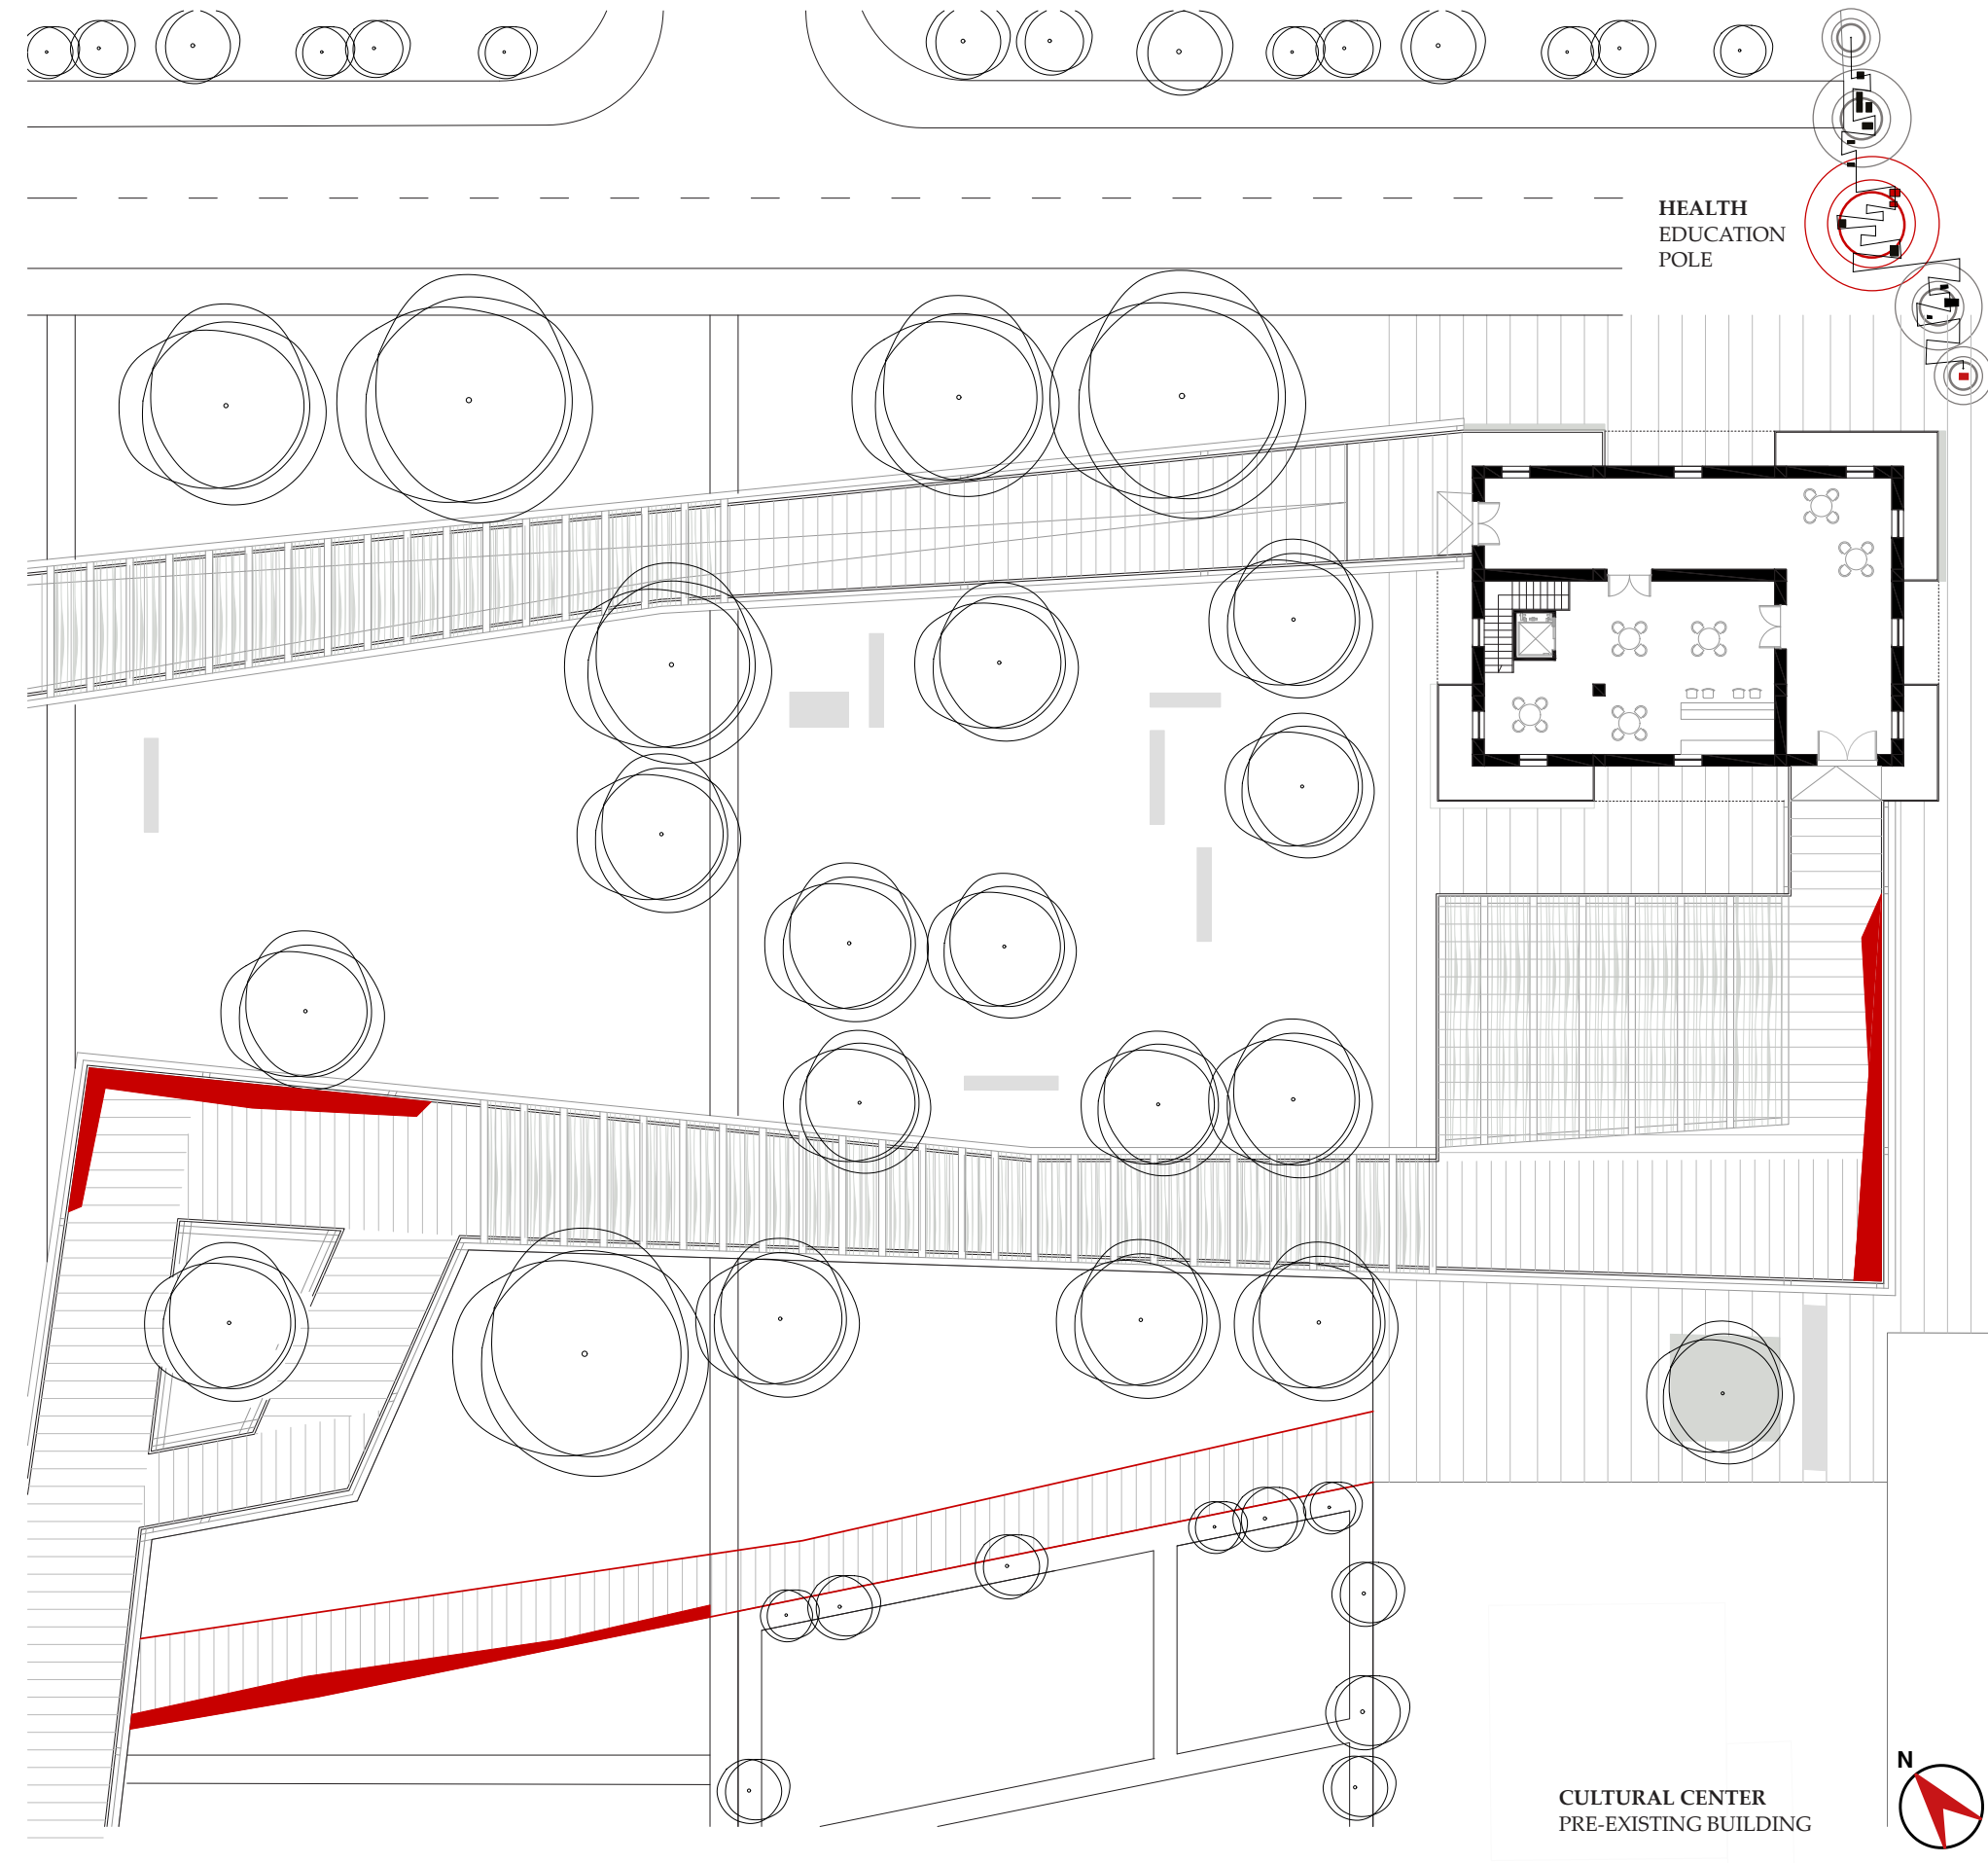 HEALTH
EDUCATION
POLE
N
CULTURAL CENTER
PRE-EXISTING BUILDING